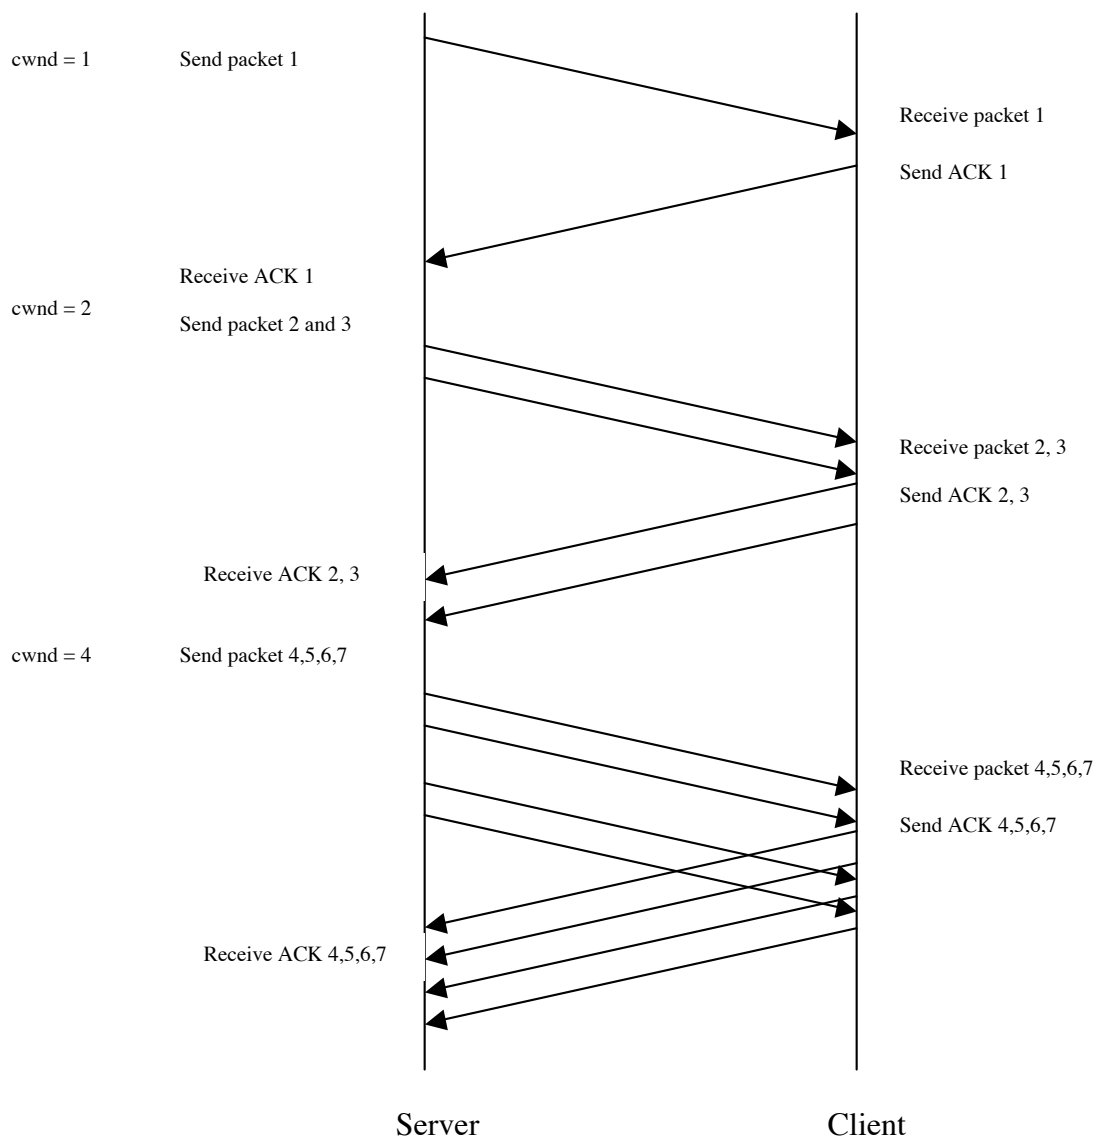 cwnd = 1
Send packet 1
Receive packet 1
Send ACK 1
Receive ACK 1
cwnd = 2
Send packet 2 and 3
Receive packet 2, 3
Send ACK 2, 3
Receive ACK 2, 3
cwnd = 4
Send packet 4,5,6,7
Receive packet 4,5,6,7
Send ACK 4,5,6,7
Receive ACK 4,5,6,7
Server
Client